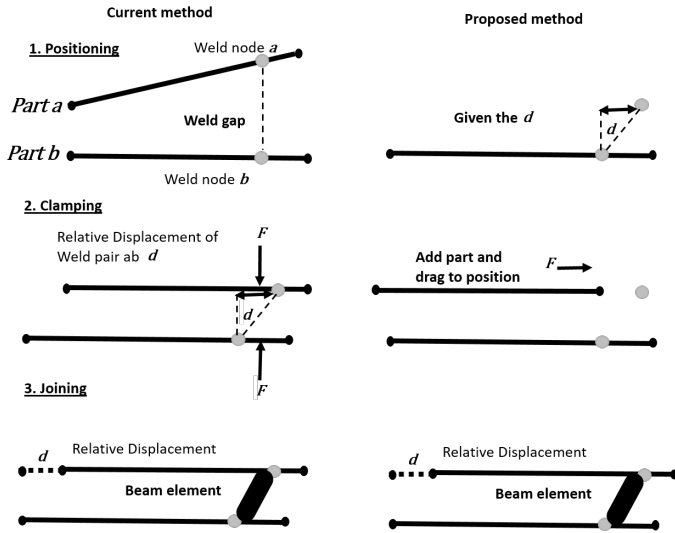 Current method
Proposed method
1. Positioning
Weld node a
Part a
Weld gap
Given the d
d
Part b
Weld node b
2. Clamping
Relative Displacement of
Weld pair ab d
F
d
F
Add part and
drag to position
F
3. Joining
d
Relative Displacement
Beam element
d
Relative Displacement
Beam element